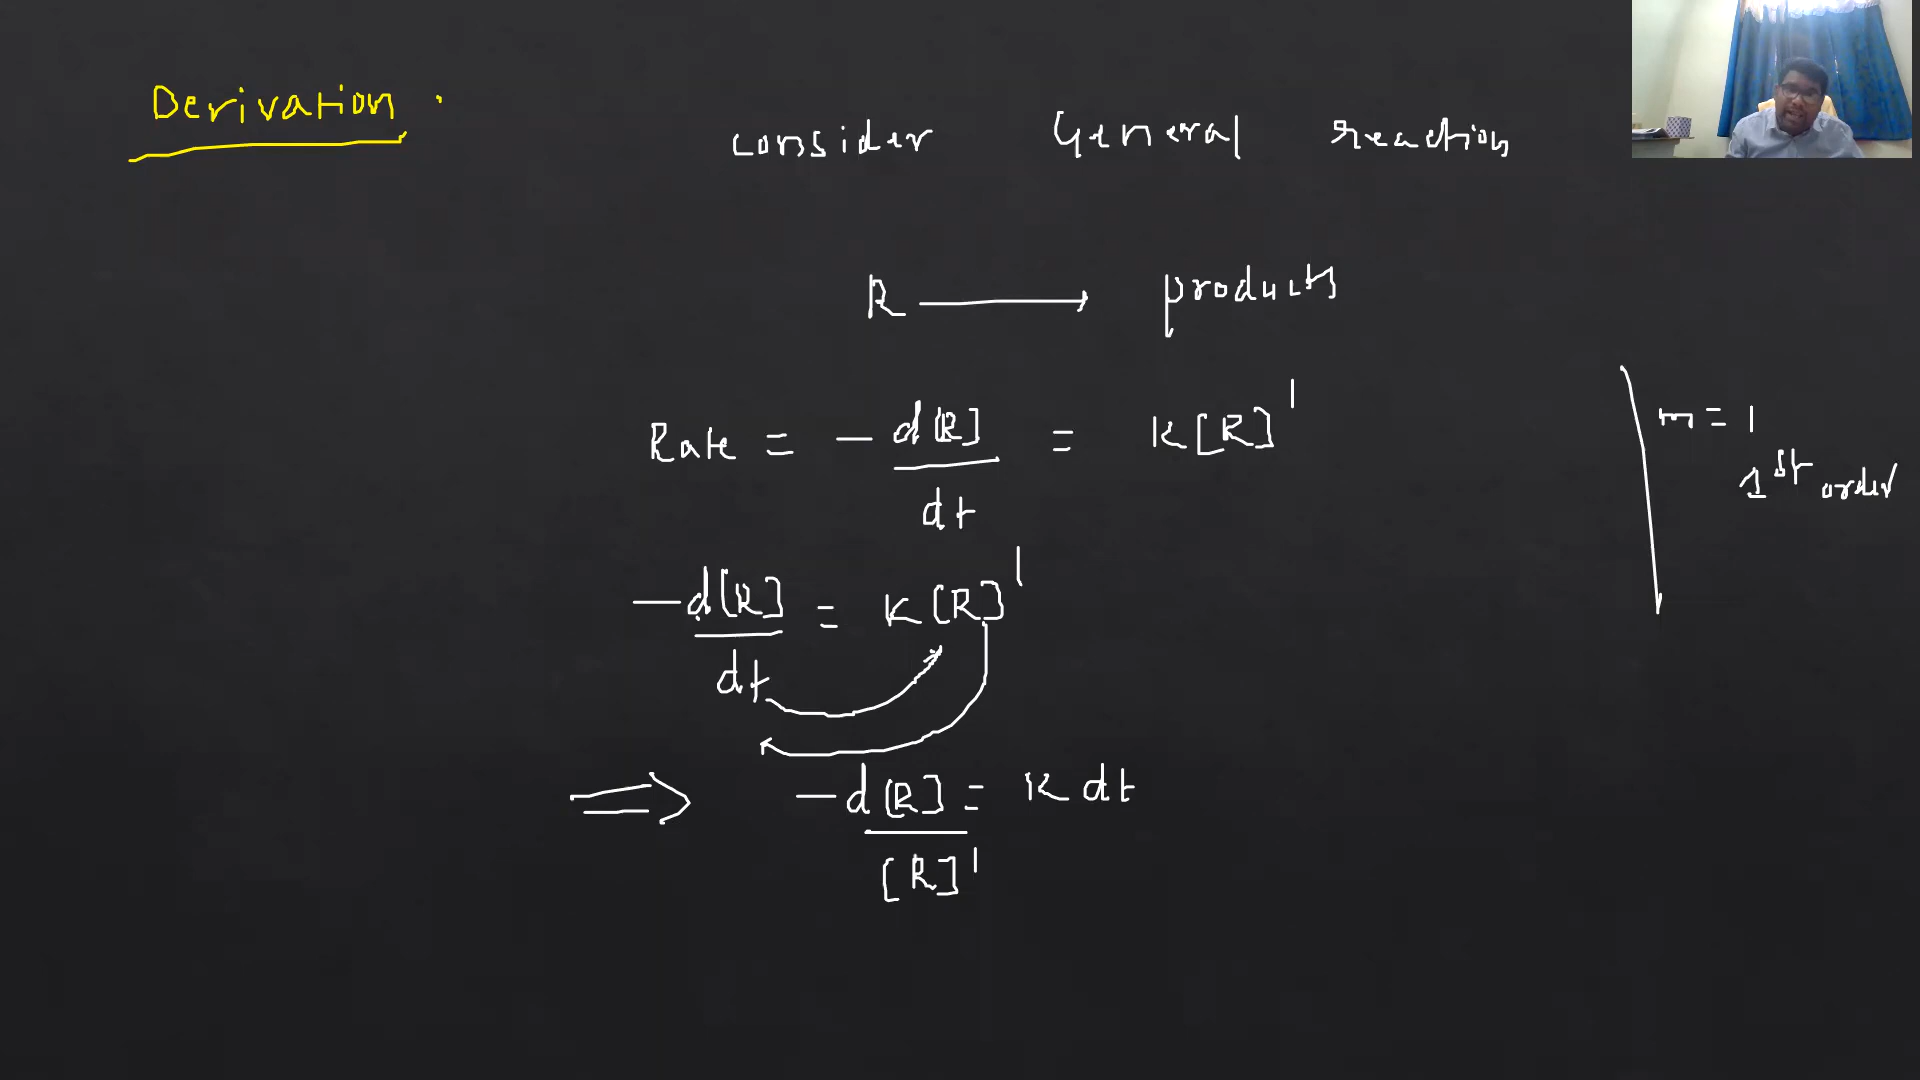 Derivation.
consider General reaction
R ⟶ products
Rate = - d[R]/dt = K[R]^1
m = 1
1st order
- d[R]/dt = K[R]^1
⇒ - d[R]/[R]^1 = K dt